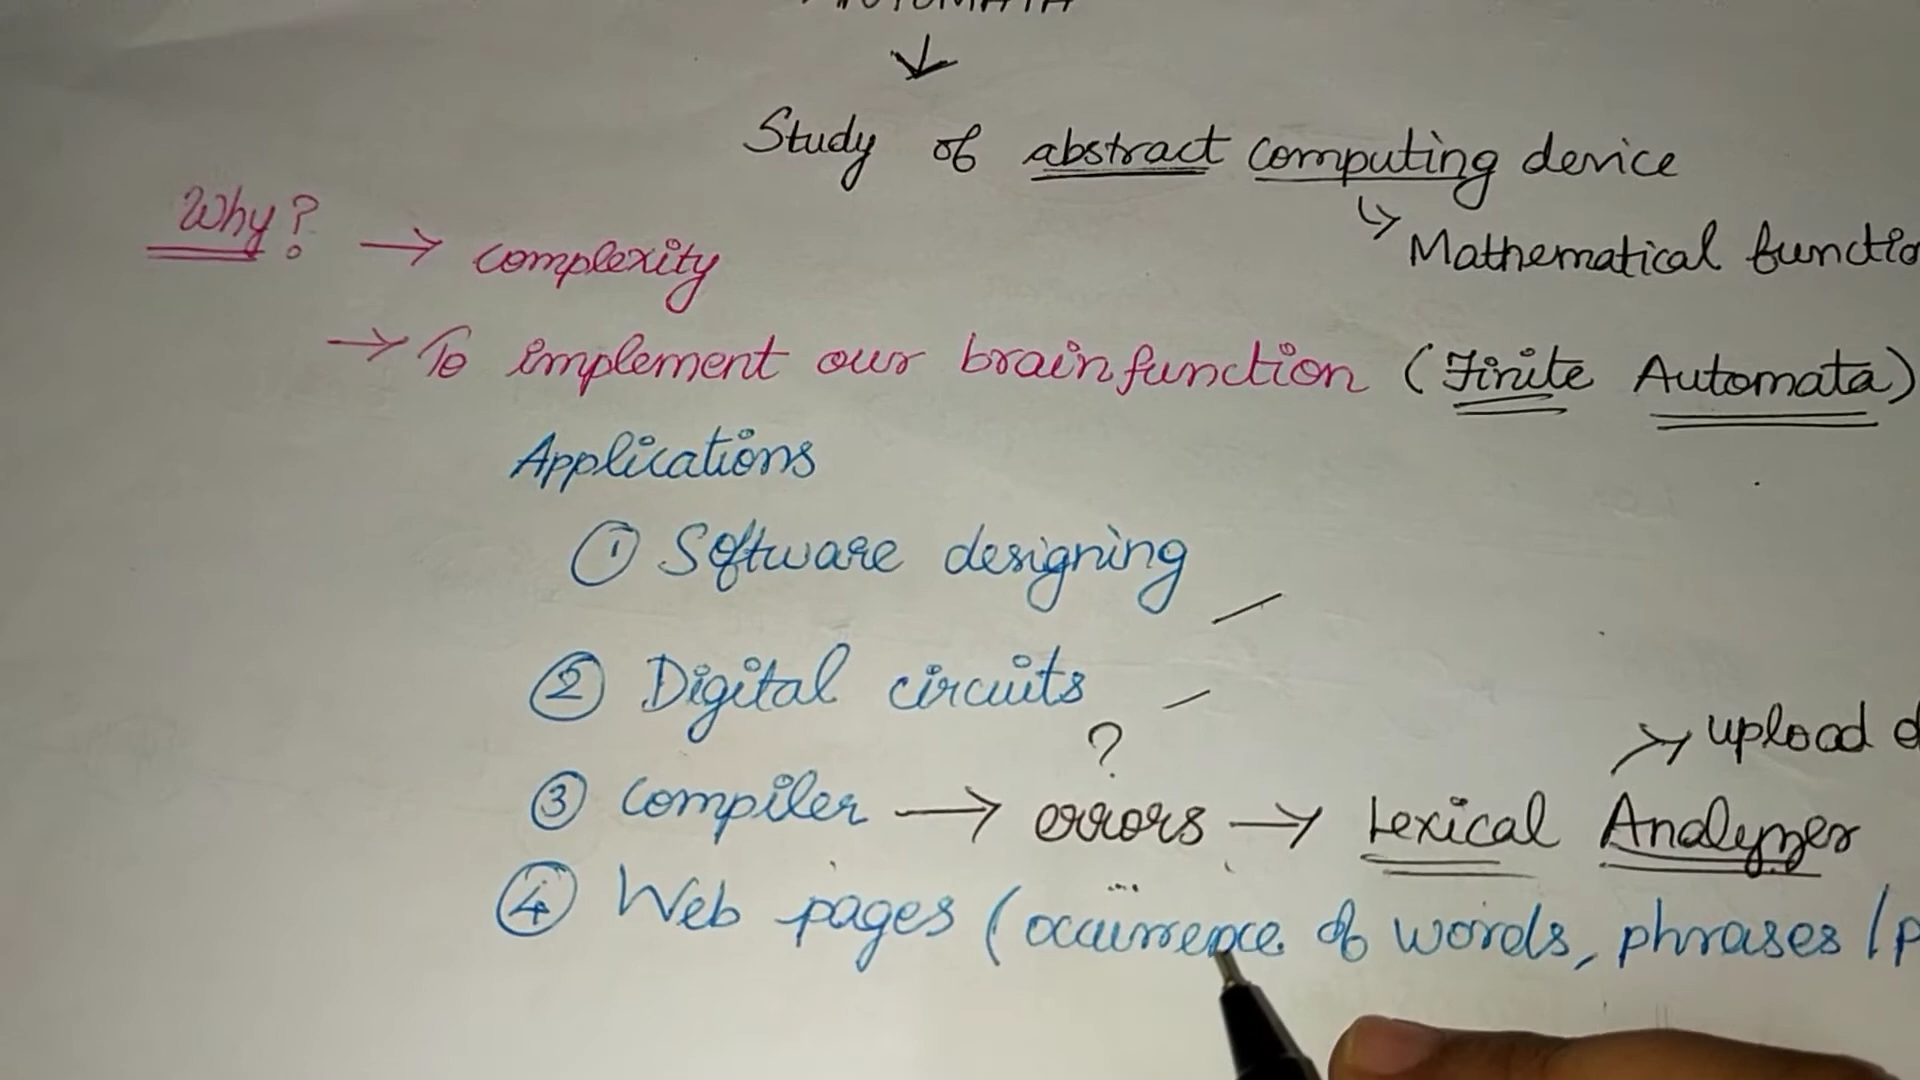 AUTOMATA
Study of abstract computing device
↳ Mathematical functio
Why? → complexity
→ To implement our brain function (Finite Automata)
Applications
① Software designing
② Digital circuits
?
→ upload
③ Compiler → errors → Lexical Analyzer
④ Web pages (occurrence of words, phrases / p